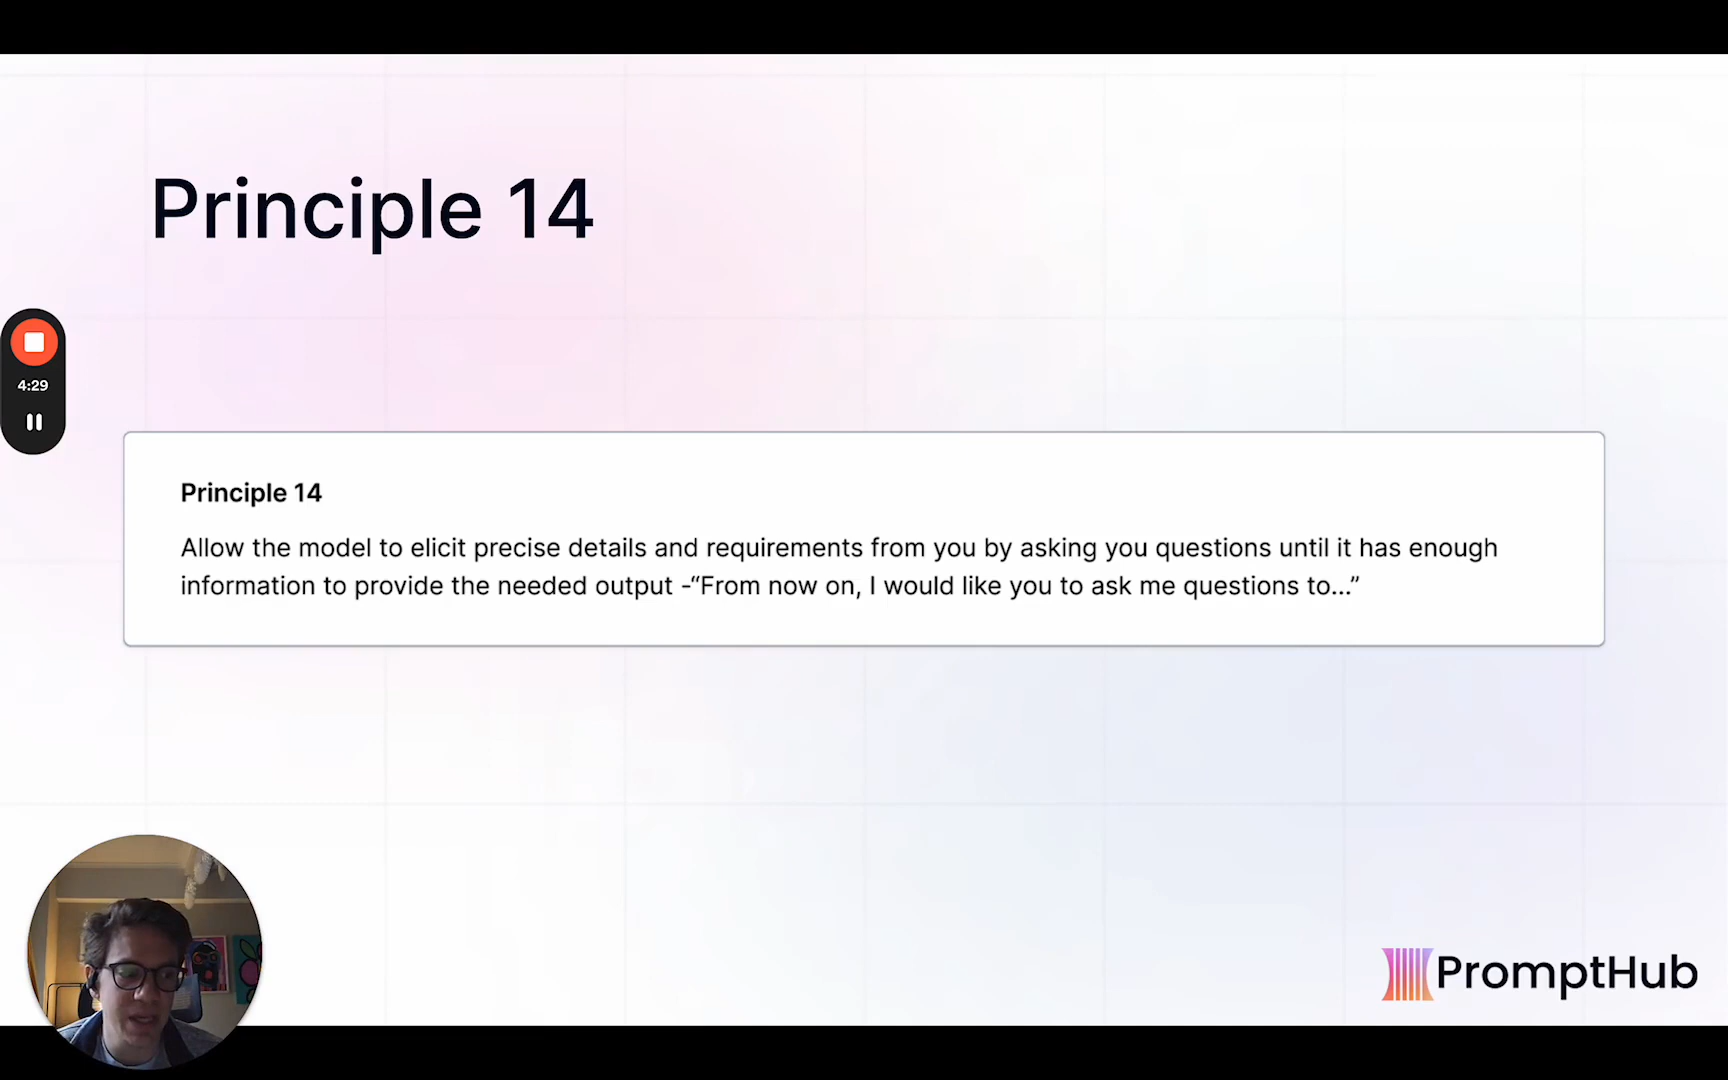 Principle 14
4:29
Principle 14
Allow the model to elicit precise details and requirements from you by asking you questions until it has enough
information to provide the needed output -“From now on, I would like you to ask me questions to...”
PromptHub